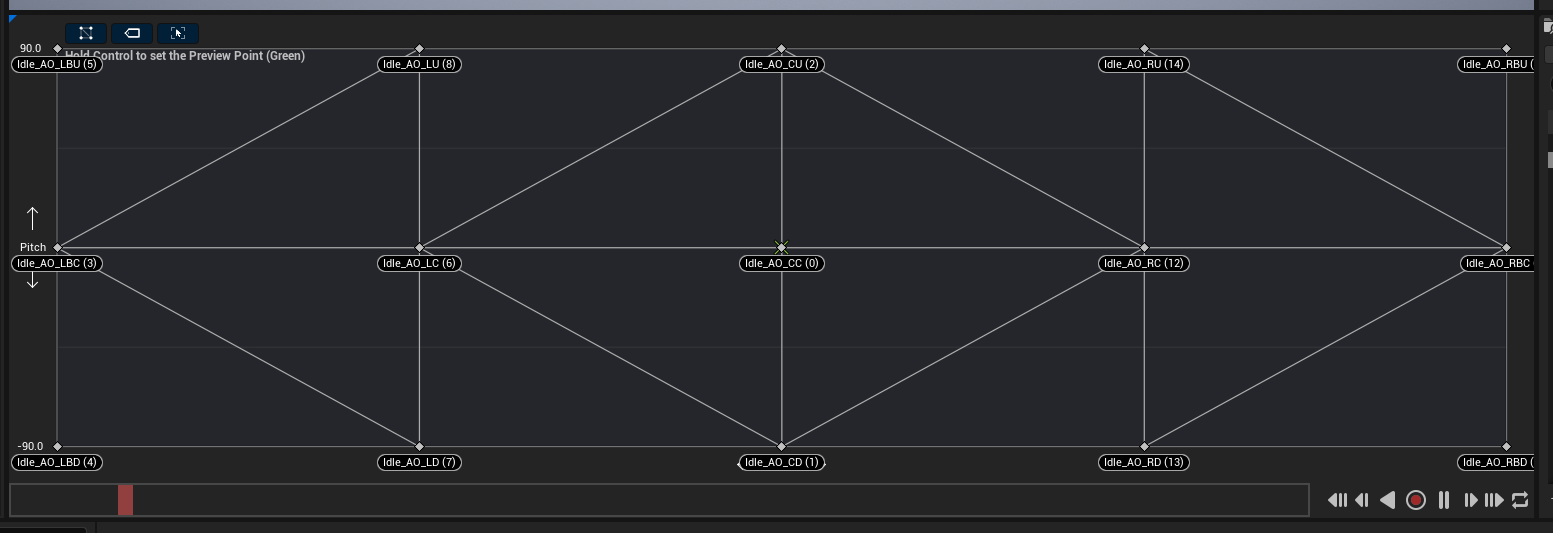 Hold Control to set the Preview Point (Green)
90.0
Idle_AO_LBU (5)
Idle_AO_LU (8)
Idle_AO_CU (2)
Idle_AO_RU (14)
Idle_AO_RBU (
Pitch
Idle_AO_LBC (3)
Idle_AO_LC (6)
Idle_AO_CC (0)
Idle_AO_RC (12)
Idle_AO_RBC (
-90.0
Idle_AO_LBD (4)
Idle_AO_LD (7)
Idle_AO_CD (1)
Idle_AO_RD (13)
Idle_AO_RBD (